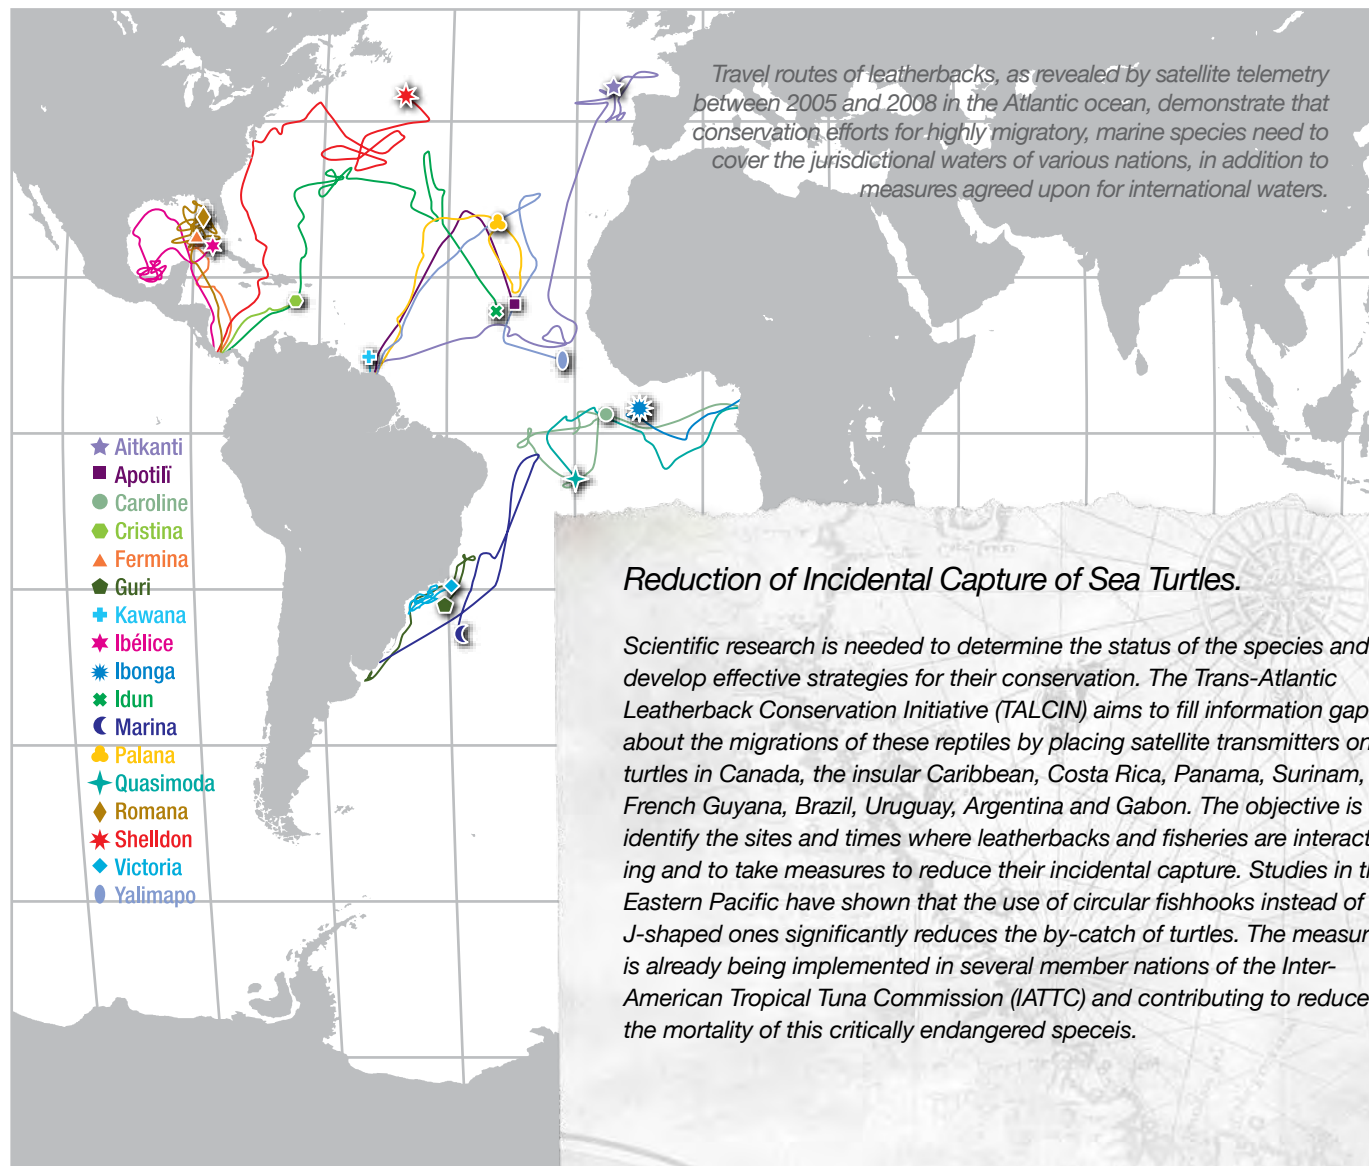 Travel routes of leatherbacks, as revealed by satellite telemetry
between 2005 and 2008 in the Atlantic ocean, demonstrate that
conservation efforts for highly migratory, marine species need to
cover the jurisdictional waters of various nations, in addition to
measures agreed upon for international waters.
Aitkanti
Apotilï
Caroline
Cristina
Fermina
Guri
Kawana
Ibélice
Ibonga
Idun
Marina
Palana
Quasimoda
Romana
Shelldon
Victoria
Yalimapo
Reduction of Incidental Capture of Sea Turtles.
Scientific research is needed to determine the status of the species and
develop effective strategies for their conservation. The Trans-Atlantic
Leatherback Conservation Initiative (TALCIN) aims to fill information gap
about the migrations of these reptiles by placing satellite transmitters on
turtles in Canada, the insular Caribbean, Costa Rica, Panama, Surinam,
French Guyana, Brazil, Uruguay, Argentina and Gabon. The objective is
identify the sites and times where leatherbacks and fisheries are interact
ing and to take measures to reduce their incidental capture. Studies in th
Eastern Pacific have shown that the use of circular fishhooks instead of
J-shaped ones significantly reduces the by-catch of turtles. The measur
is already being implemented in several member nations of the Inter-
American Tropical Tuna Commission (IATTC) and contributing to reduce
the mortality of this critically endangered speceis.